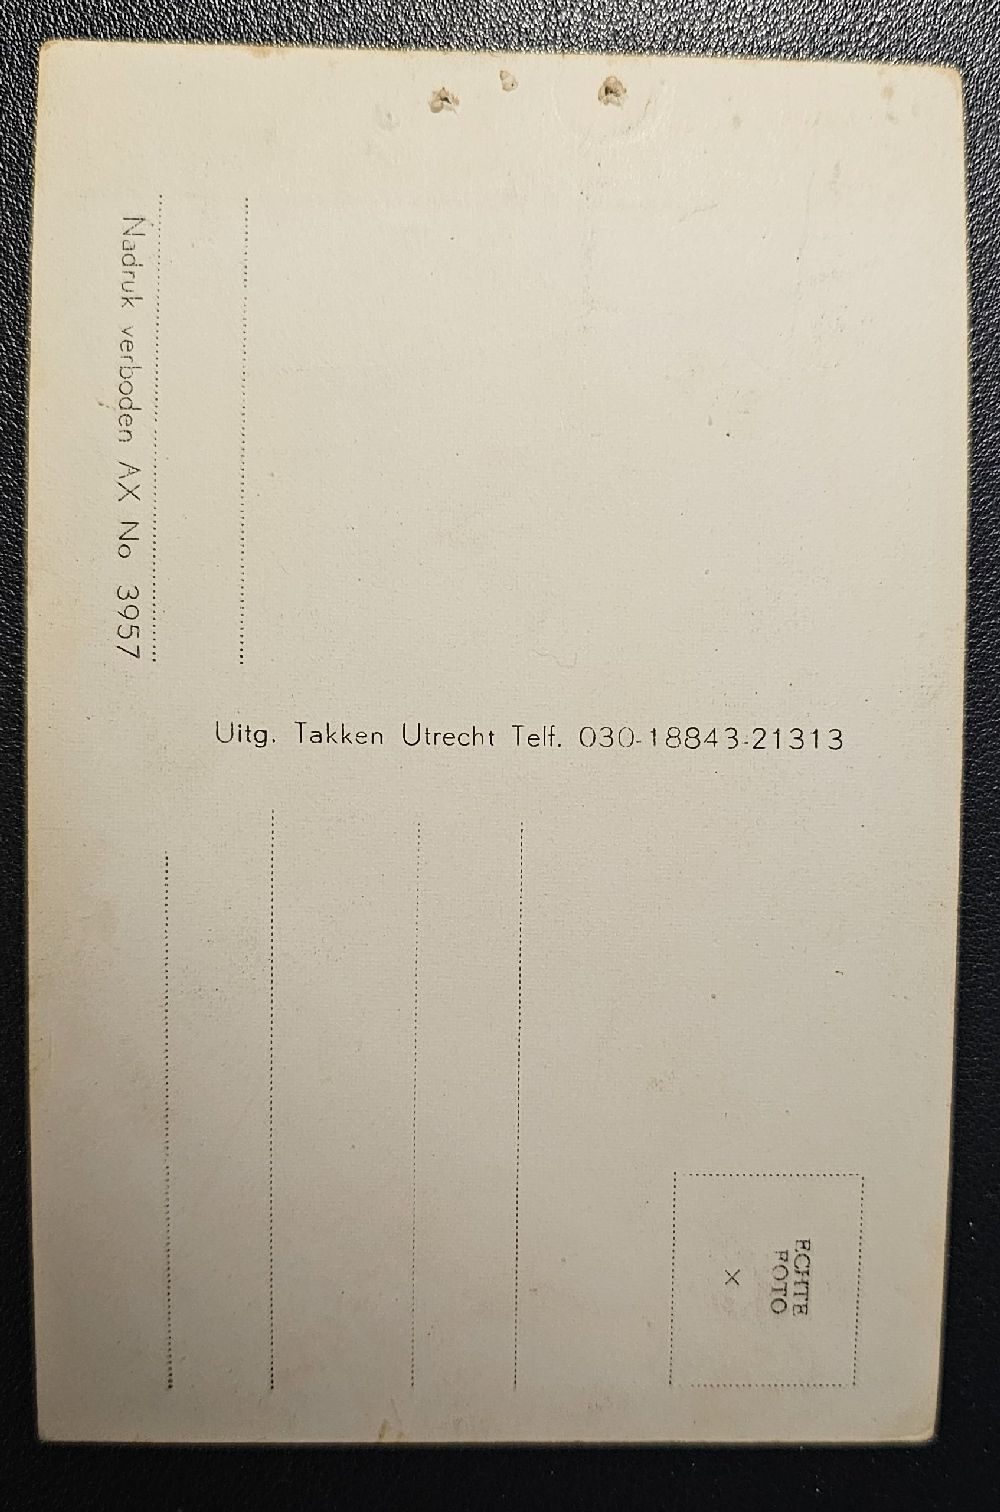 Nadruk verboden AX No 3957
Uitg. Takken Utrecht Telf. 030-18843-21313
ECHTE
FOTO
X